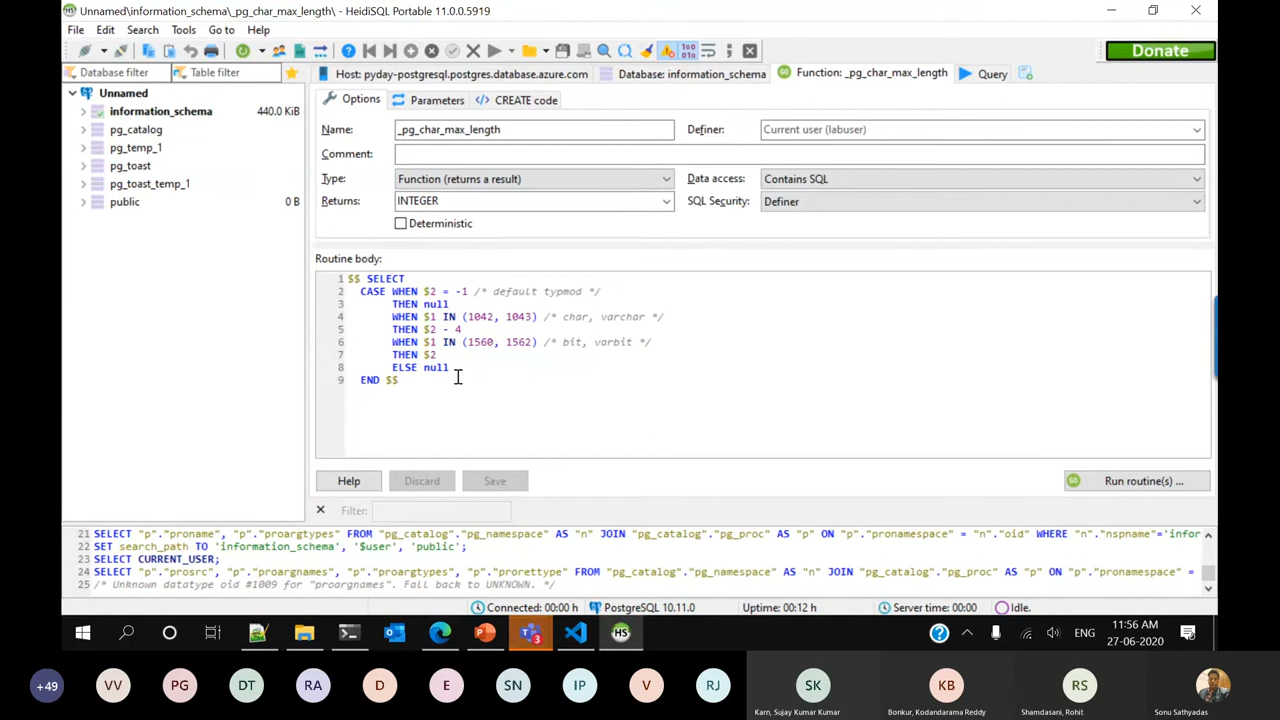 Unnamed\information_schema\_pg_char_max_length\ - HeidiSQL Portable 11.0.0.5919
File Edit Search Tools Go to Help
Donate
Database filter Table filter
Host: pyday-postgresql.postgres.database.azure.com Database: information_schema Function: _pg_char_max_length Query
Unnamed
information_schema 440.0 KiB
pg_catalog
pg_temp_1
pg_toast
pg_toast_temp_1
public 0 B
Options Parameters CREATE code
Name: _pg_char_max_length Definer: Current user (labuser)
Comment:
Type: Function (returns a result) Data access: Contains SQL
Returns: INTEGER SQL Security: Definer
Deterministic
Routine body:
1 $$ SELECT
2 CASE WHEN $2 = -1 /* default typmod */
3 THEN null
4 WHEN $1 IN (1042, 1043) /* char, varchar */
5 THEN $2 - 4
6 WHEN $1 IN (1560, 1562) /* bit, varbit */
7 THEN $2
8 ELSE null
9 END $$
Help Discard Save Run routine(s) ...
Filter:
21 SELECT "p"."proname", "p"."proargtypes" FROM "pg_catalog"."pg_namespace" AS "n" JOIN "pg_catalog"."pg_proc" AS "p" ON "p"."pronamespace" = "n"."oid" WHERE "n"."nspname"='infor
22 SET search_path TO 'information_schema', '$user', 'public';
23 SELECT CURRENT_USER;
24 SELECT "p"."prosrc", "p"."proargnames", "p"."proargtypes", "p"."prorettype" FROM "pg_catalog"."pg_namespace" AS "n" JOIN "pg_catalog"."pg_proc" AS "p" ON "p"."pronamespace" =
25 /* Unknown datatype oid #1009 for "proargnames". Fall back to UNKNOWN. */
Connected: 00:00 h PostgreSQL 10.11.0 Uptime: 00:12 h Server time: 00:00 Idle.
HS ENG 11:56 AM
27-06-2020
+49 VV PG DT RA D E SN IP V RJ SK KB RS
Karn, Sujay Kumar Kumar Bonkur, Kodandarama Reddy Shamdasani, Rohit Sonu Sathyadas